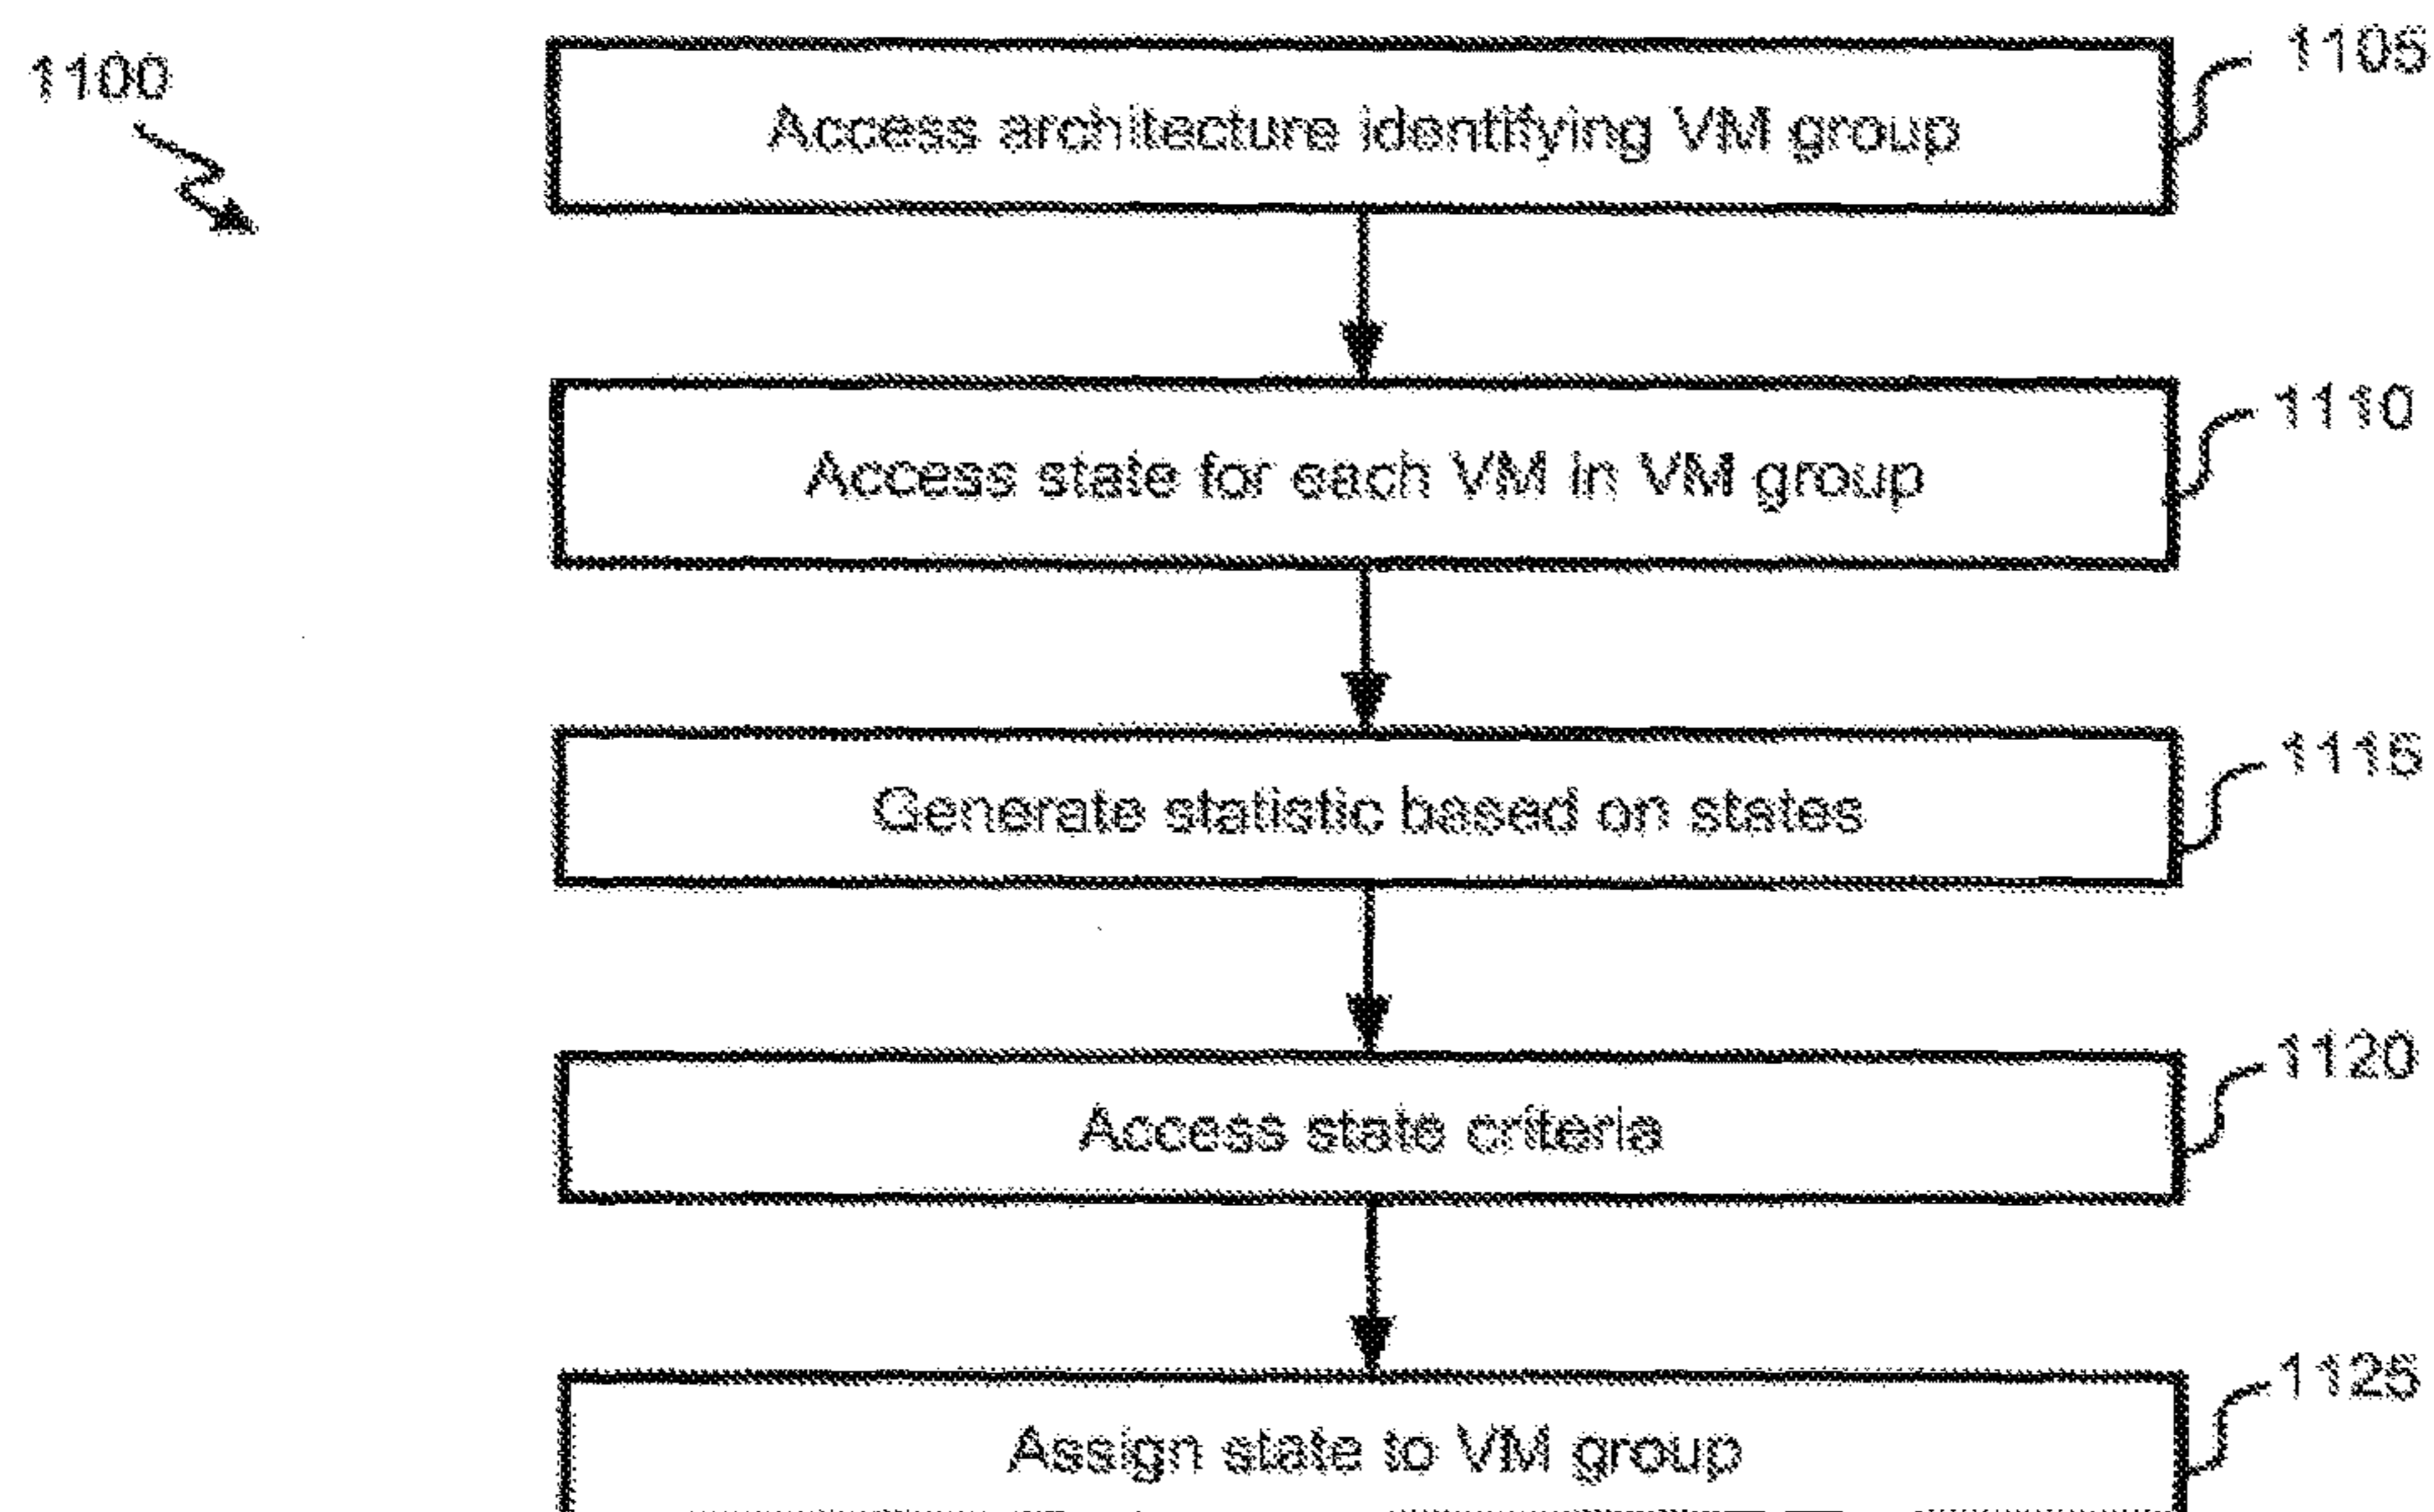 1100
1105
Access architecture identifying VM group
1110
Access state for each VM in VM group
1115
Generate statistic based on states
1120
Access state criteria
1125
Assign state to VM group